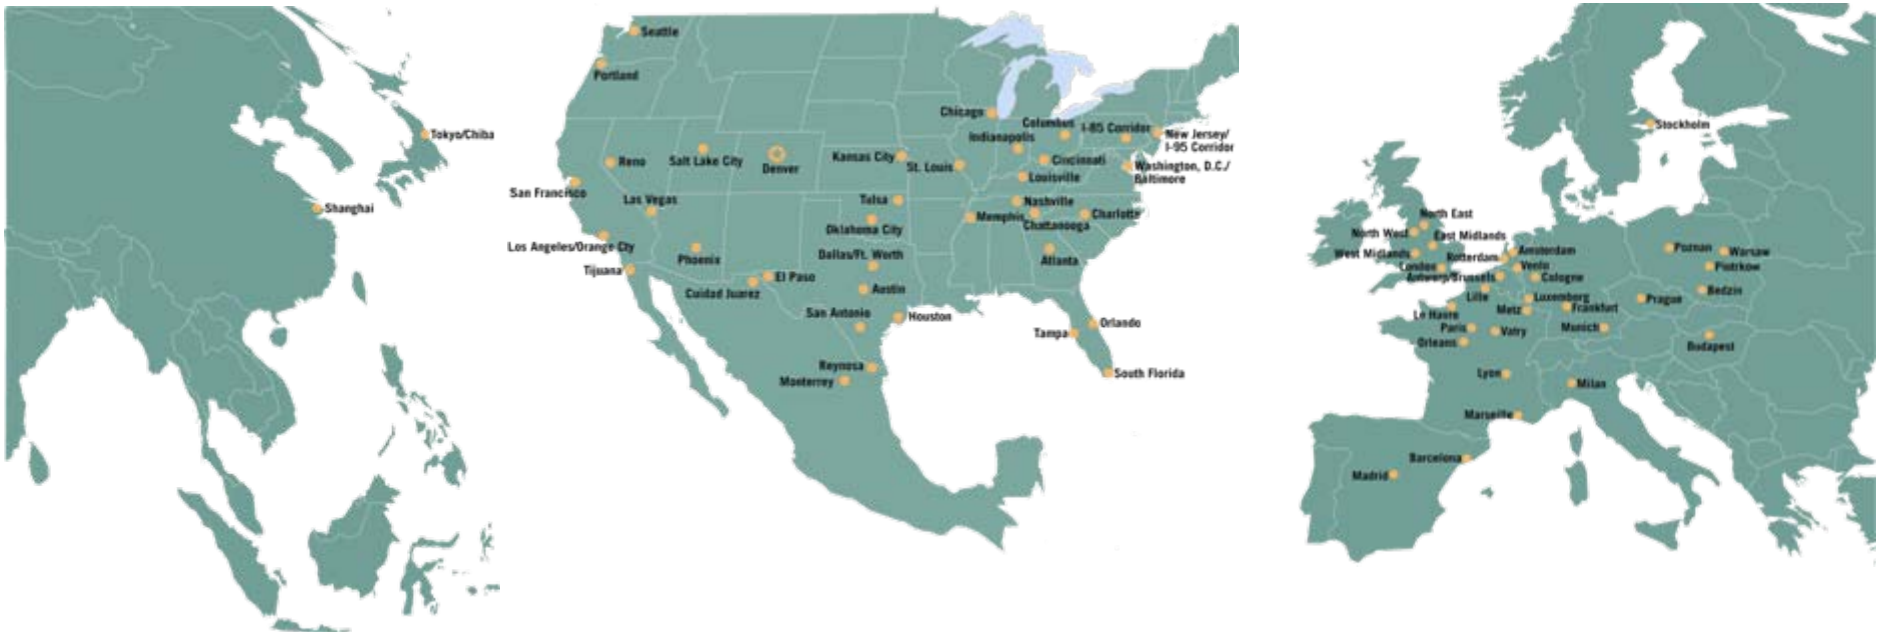 Tokyo/Chiba
Shanghai
Seattle
Portland
Chicago
Columbus
I-85 Corridor
Indianapolis
New Jersey/
I-95 Corridor
Reno
Salt Lake City
Denver
Kansas City
St. Louis
Cincinnati
Washington, D.C./
Baltimore
Louisville
San Francisco
Las Vegas
Tulsa
Nashville
Memphis
Charlotte
Chattanooga
Oklahoma City
Los Angeles/Orange Cty
Phoenix
Dallas/Ft. Worth
Atlanta
Tijuana
El Paso
Cuidad Juarez
Austin
San Antonio
Houston
Orlando
Tampa
Reynosa
Monterrey
South Florida
Stockholm
North East
North West
East Midlands
West Midlands
Amsterdam
Rotterdam
London
Venlo
Antwerp/Brussels
Cologne
Poznan
Warsaw
Piotrkow
Bedzin
Lille
Luxemborg
Prague
Le Havre
Metz
Frankfurt
Paris
Vatry
Munich
Orleans
Budapest
Lyon
Milan
Marseille
Barcelona
Madrid